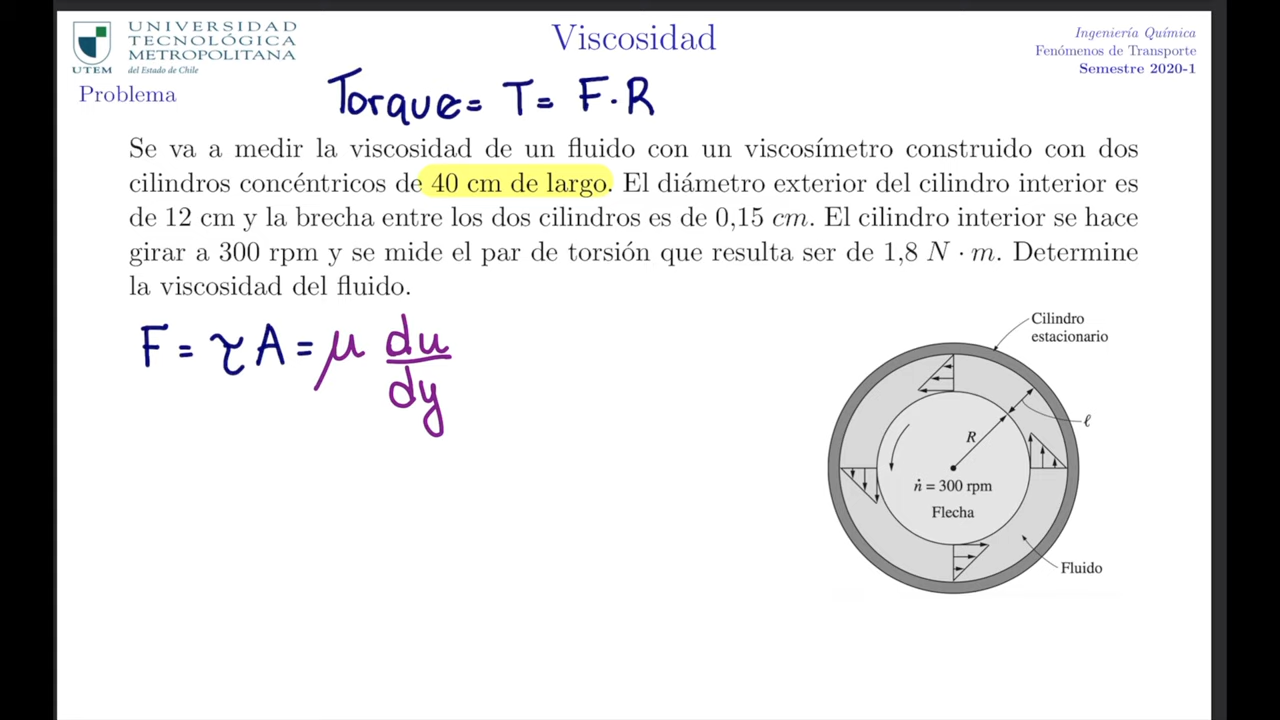 UNIVERSIDAD
TECNOLÓGICA
METROPOLITANA
UTEM
del Estado de Chile
Viscosidad
Ingeniería Química
Fenómenos de Transporte
Semestre 2020-1
Problema
Torque = T = F · R
Se va a medir la viscosidad de un fluido con un viscosímetro construido con dos
cilindros concéntricos de 40 cm de largo. El diámetro exterior del cilindro interior es
de 12 cm y la brecha entre los dos cilindros es de 0,15 cm. El cilindro interior se hace
girar a 300 rpm y se mide el par de torsión que resulta ser de 1,8 N · m. Determine
la viscosidad del fluido.
F = τ A = μ du/dy
Cilindro
estacionario
ℓ
R
ṅ = 300 rpm
Flecha
Fluido